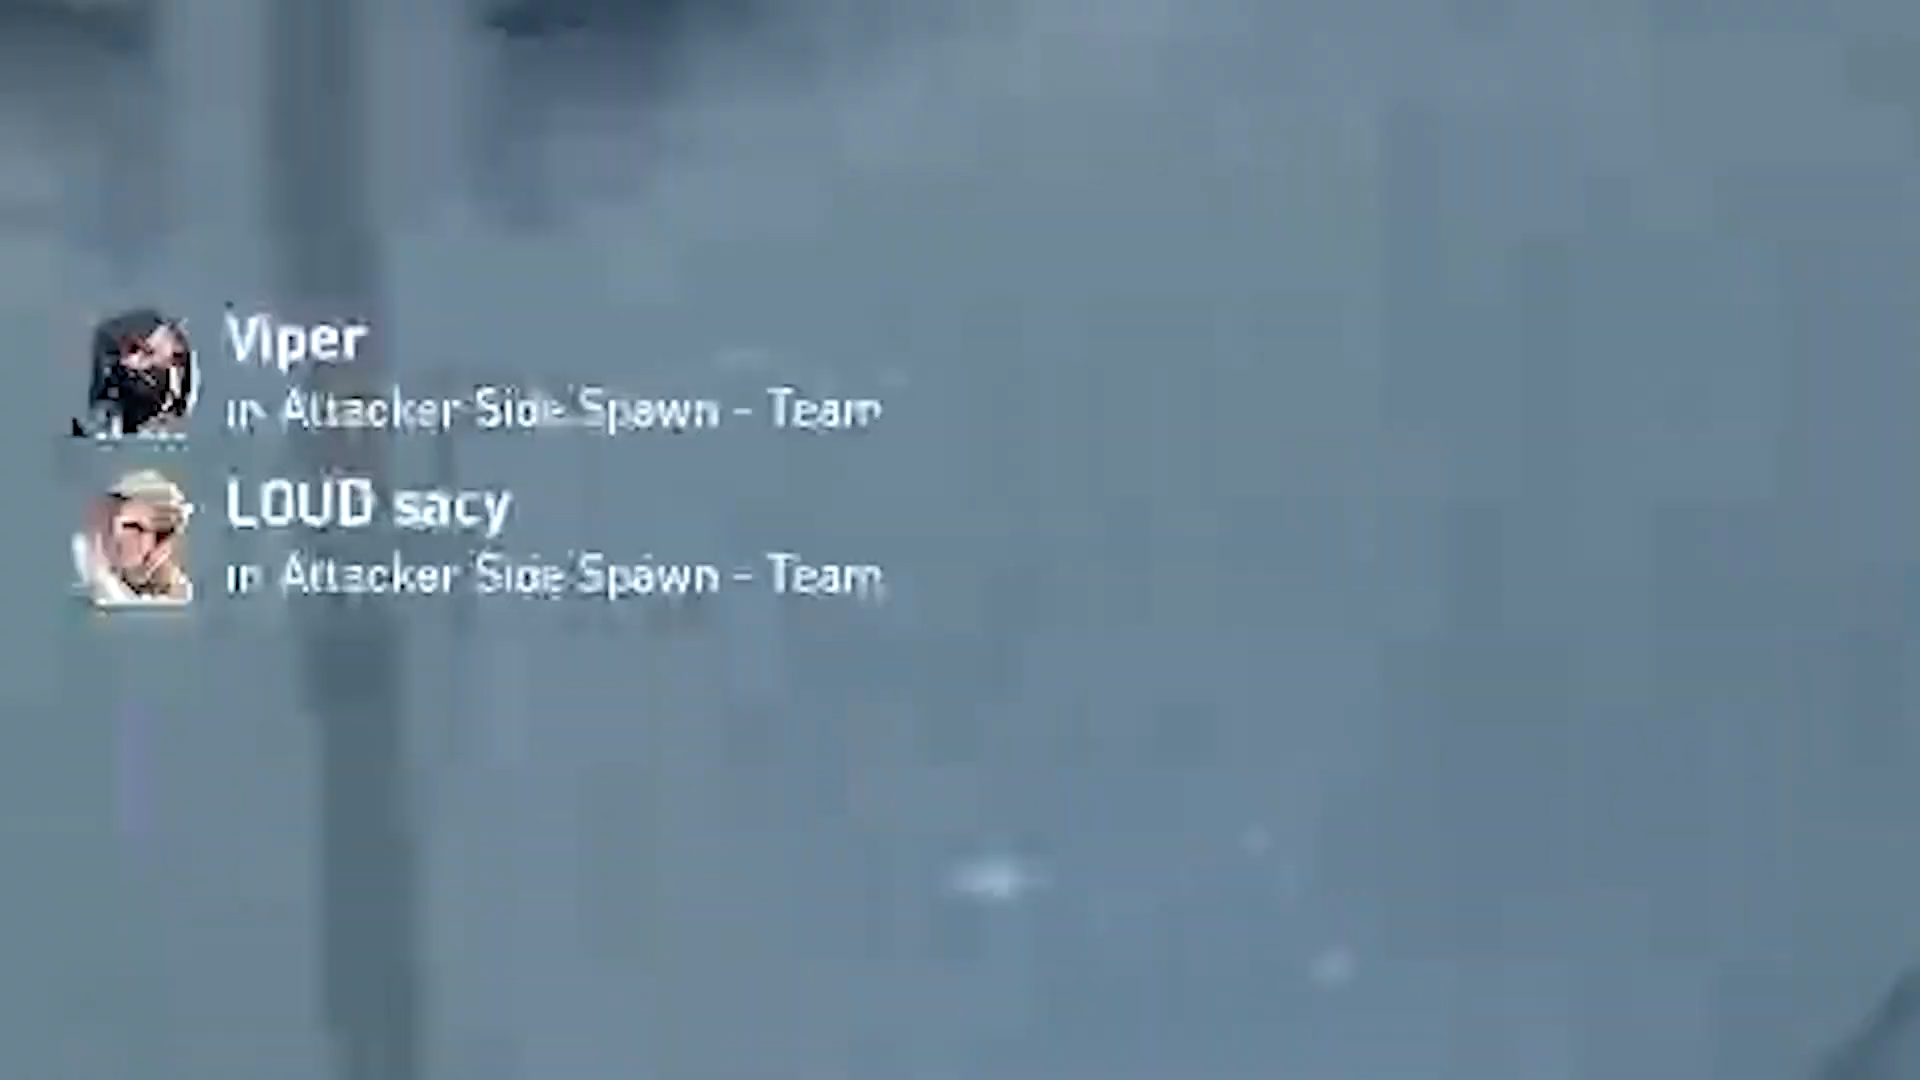 Viper
in Attacker Side Spawn - Team
LOUD sacy
in Attacker Side Spawn - Team